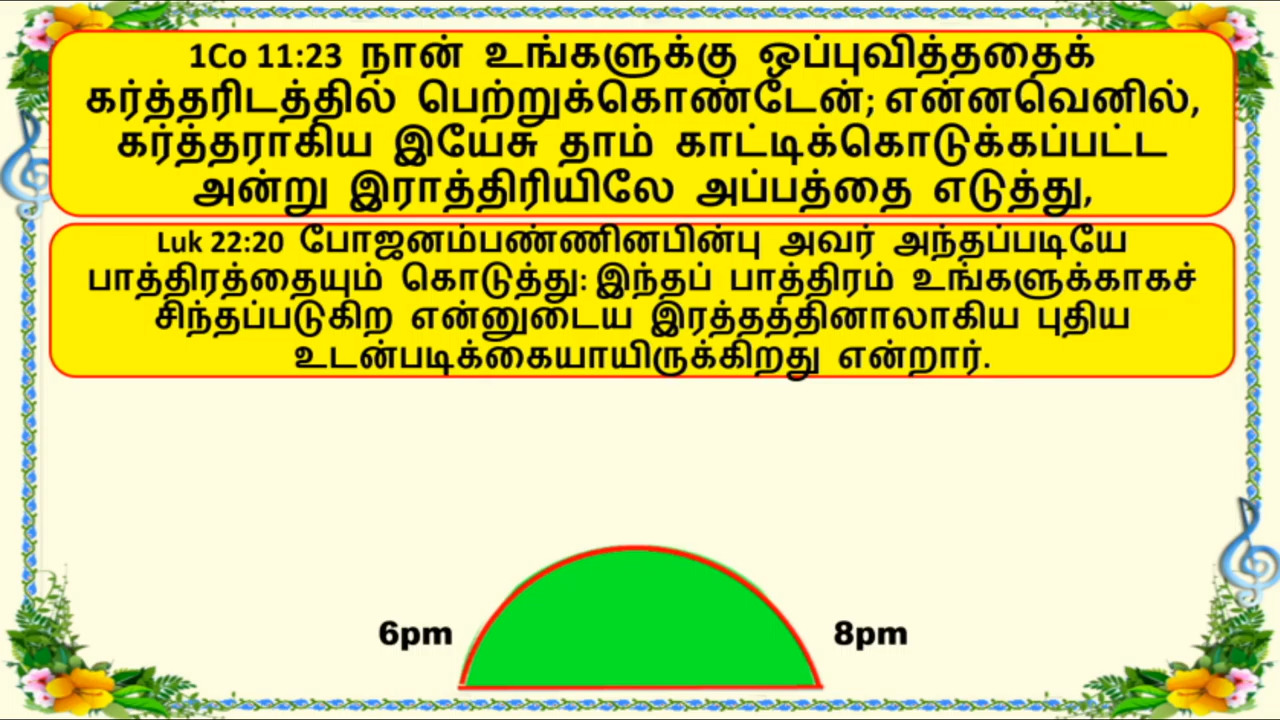 1Co 11:23 நான் உங்களுக்கு ஒப்புவித்ததைக்
கர்த்தரிடத்தில் பெற்றுக்கொண்டேன்; என்னவெனில்,
கர்த்தராகிய இயேசு தாம் காட்டிக்கொடுக்கப்பட்ட
அன்று இராத்திரியிலே அப்பத்தை எடுத்து,
Luk 22:20 போஜனம்பண்ணினபின்பு அவர் அந்தப்படியே
பாத்திரத்தையும் கொடுத்து: இந்தப் பாத்திரம் உங்களுக்காகச்
சிந்தப்படுகிற என்னுடைய இரத்தத்தினாலாகிய புதிய
உடன்படிக்கையாயிருக்கிறது என்றார்.
6pm 8pm